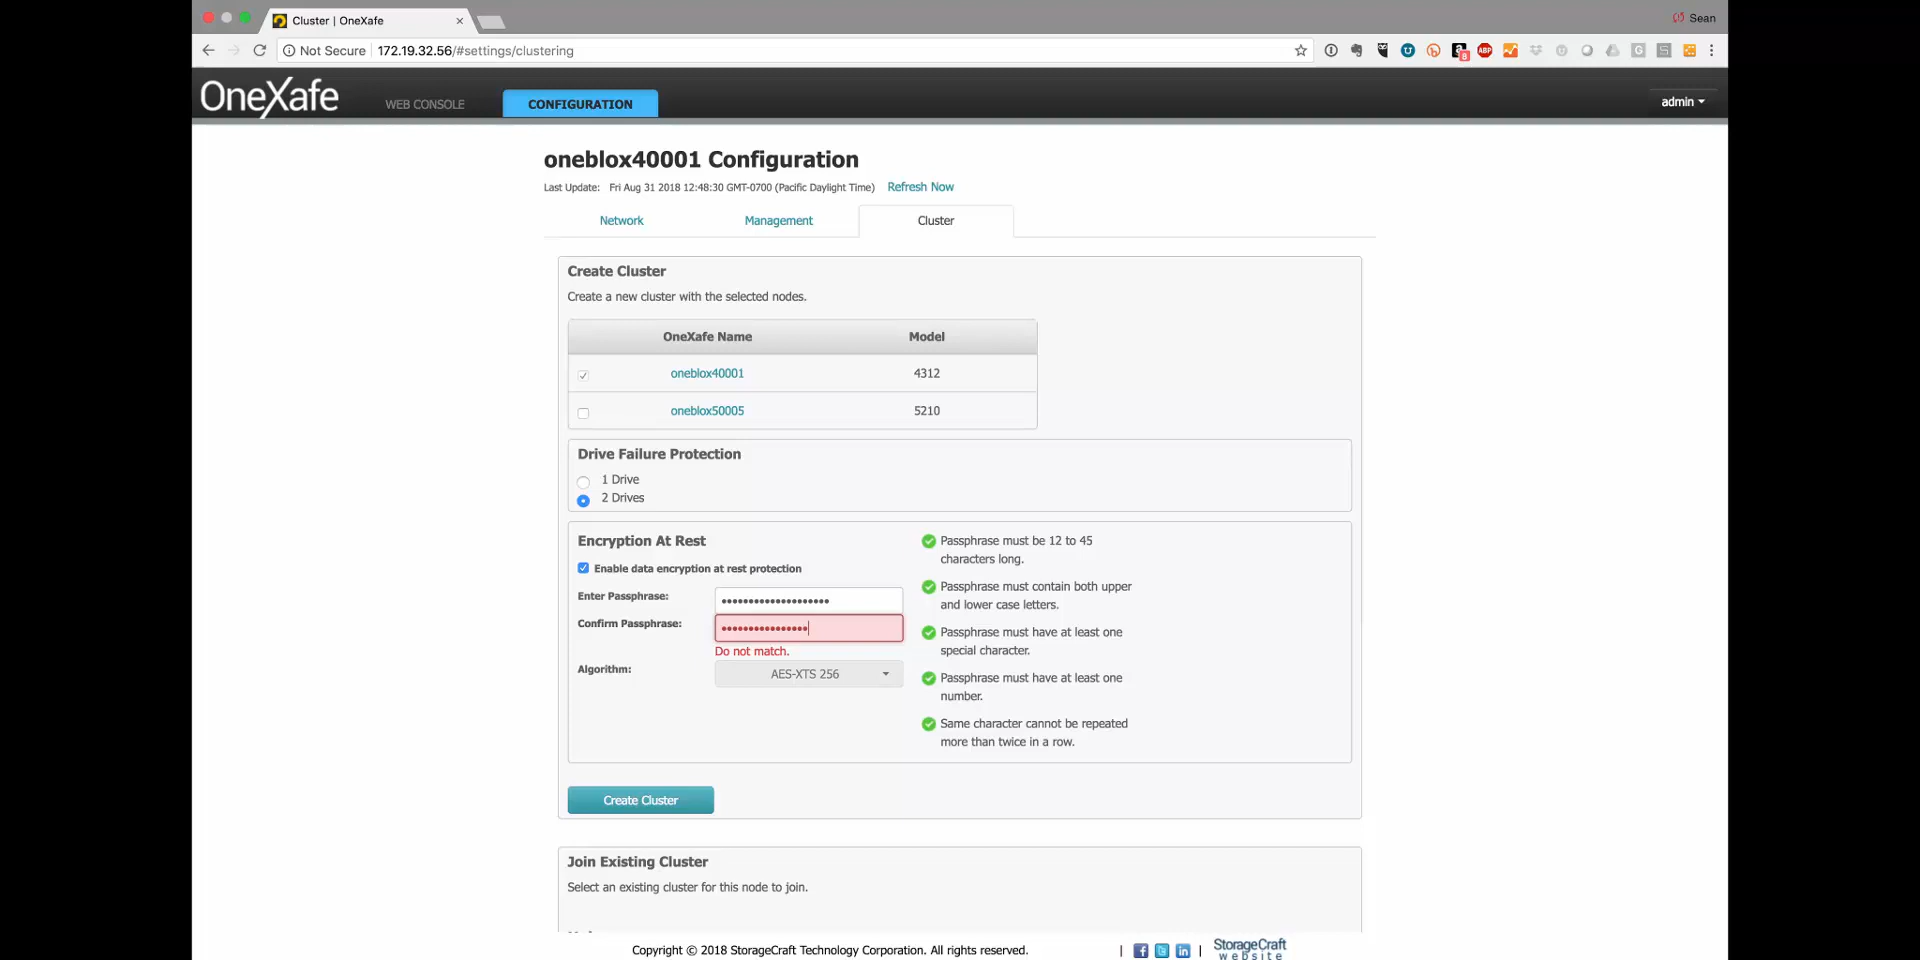 Cluster | OneXafe
Sean
Not Secure
172.19.32.56/#settings/clustering
OneXafe
WEB CONSOLE
CONFIGURATION
admin
oneblox40001 Configuration
Last Update: Fri Aug 31 2018 12:48:30 GMT-0700 (Pacific Daylight Time) Refresh Now
Network
Management
Cluster
Create Cluster
Create a new cluster with the selected nodes.
OneXafe Name Model
oneblox40001 4312
oneblox50005 5210
Drive Failure Protection
1 Drive
2 Drives
Encryption At Rest
Enable data encryption at rest protection
Enter Passphrase: ••••••••••••••••••••
Confirm Passphrase: ••••••••••••••••
Do not match.
Algorithm: AES-XTS 256
Passphrase must be 12 to 45
characters long.
Passphrase must contain both upper
and lower case letters.
Passphrase must have at least one
special character.
Passphrase must have at least one
number.
Same character cannot be repeated
more than twice in a row.
Create Cluster
Join Existing Cluster
Select an existing cluster for this node to join.
Copyright © 2018 StorageCraft Technology Corporation. All rights reserved.
| f in |
StorageCraft
website